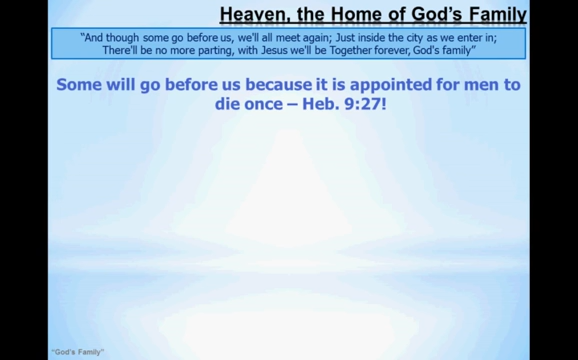 Heaven, the Home of God's Family
"And though some go before us, we'll all meet again; Just inside the city as we enter in;
There'll be no more parting, with Jesus we'll be Together forever, God's family"
Some will go before us because it is appointed for men to
die once – Heb. 9:27!
"God's Family"